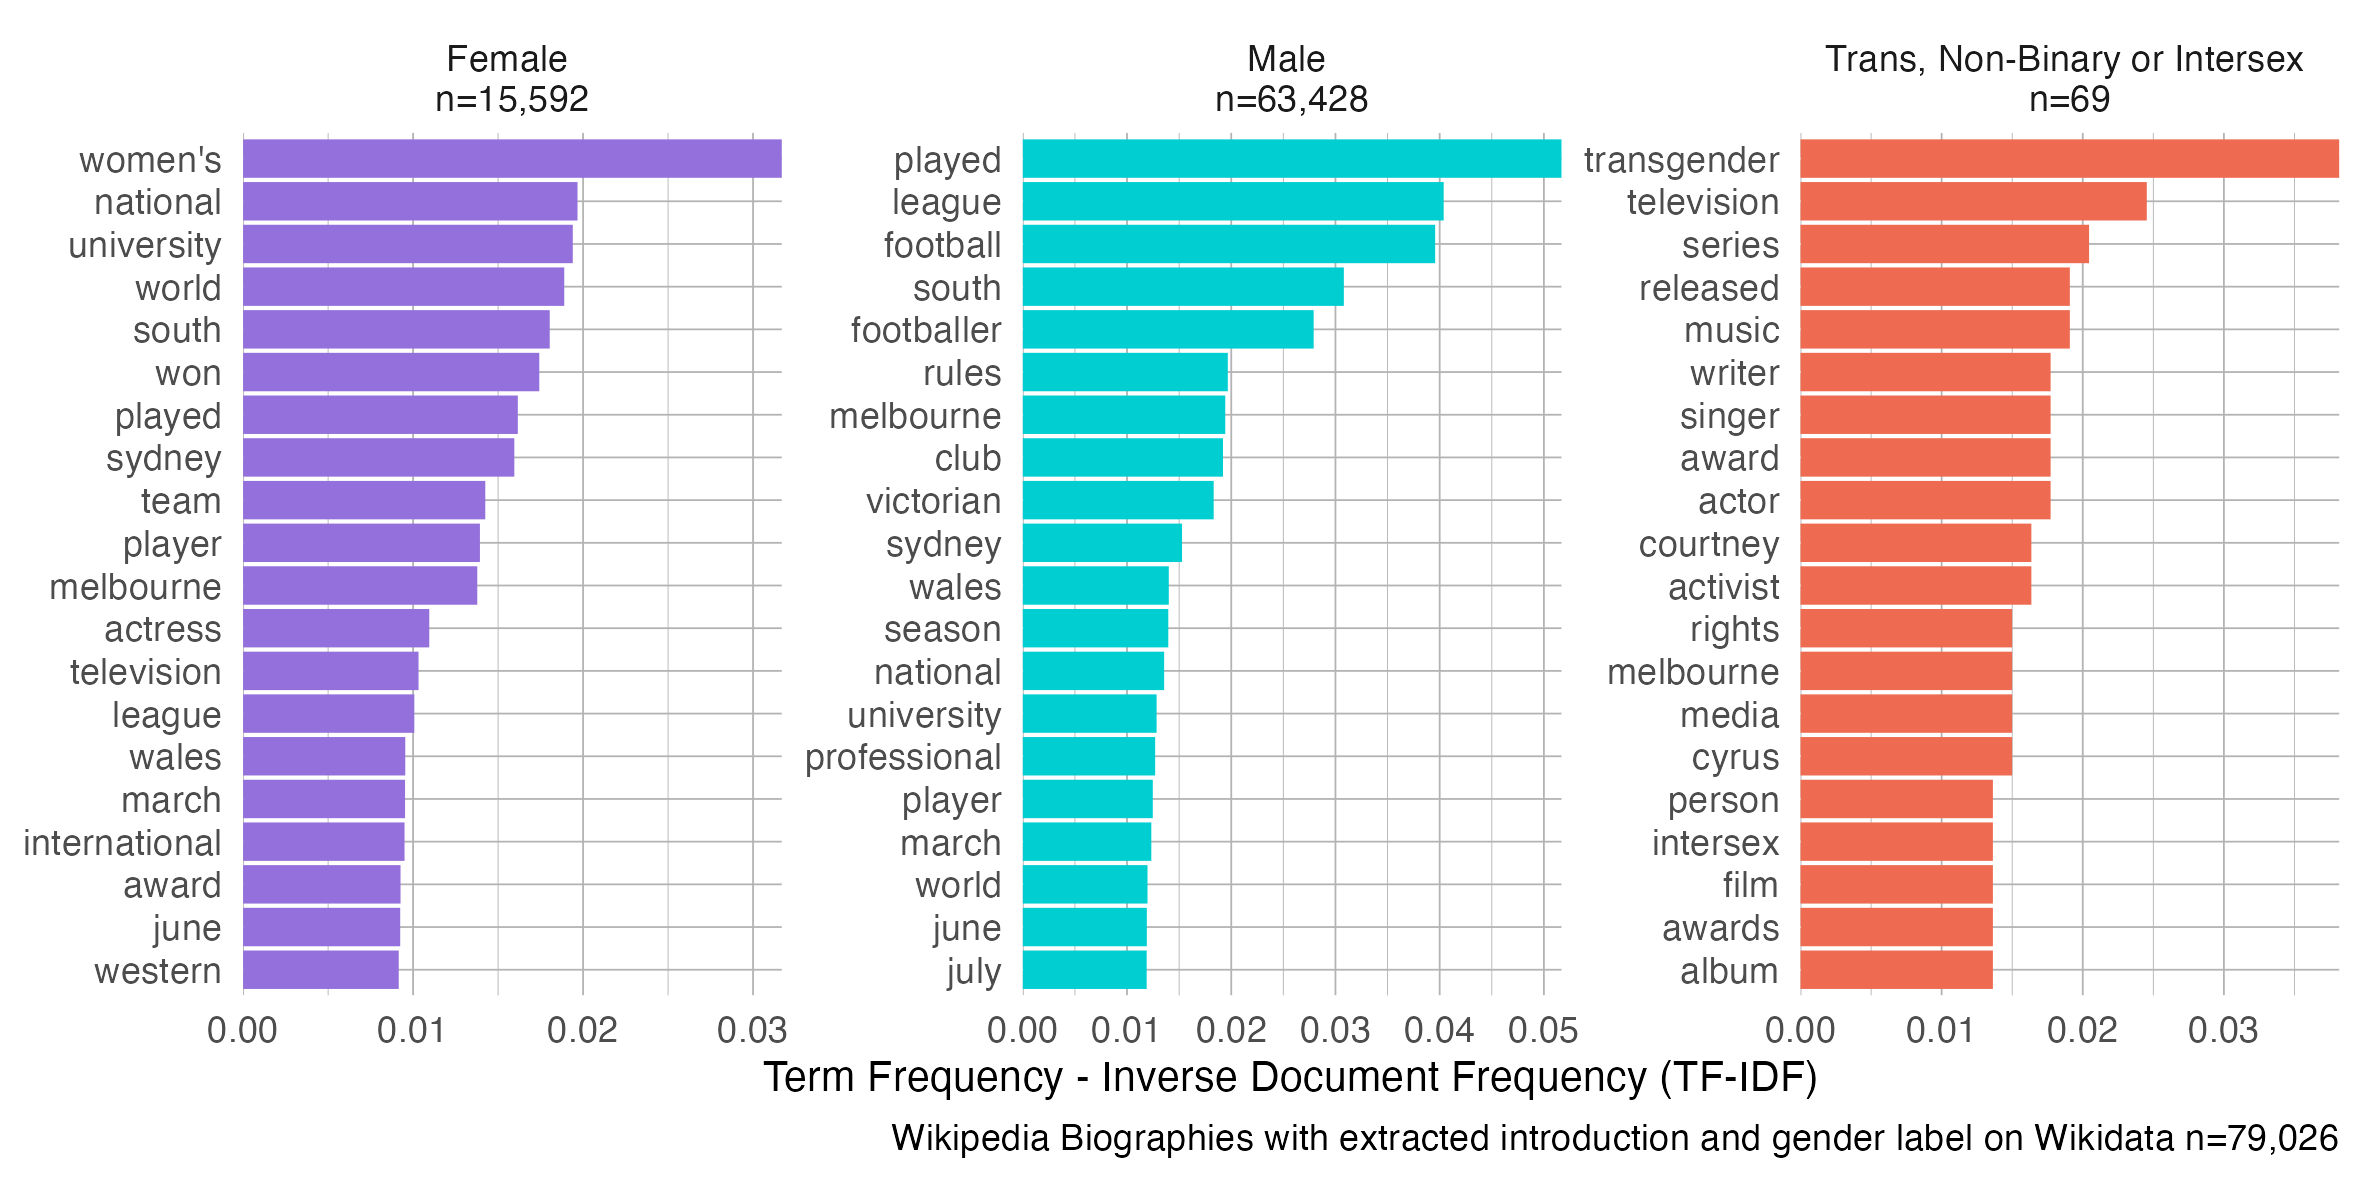 Female
n=15,592
women's
national
university
world
south
won
played
sydney
team
player
melbourne
actress
television
league
wales
march
international
award
june
western
0.00 0.01 0.02 0.03
Male
n=63,428
played
league
football
south
footballer
rules
melbourne
club
victorian
sydney
wales
season
national
university
professional
player
march
world
june
july
0.00 0.01 0.02 0.03 0.04 0.05
Trans, Non-Binary or Intersex
n=69
transgender
television
series
released
music
writer
singer
award
actor
courtney
activist
rights
melbourne
media
cyrus
person
intersex
film
awards
album
0.00 0.01 0.02 0.03
Term Frequency - Inverse Document Frequency (TF-IDF)
Wikipedia Biographies with extracted introduction and gender label on Wikidata n=79,026